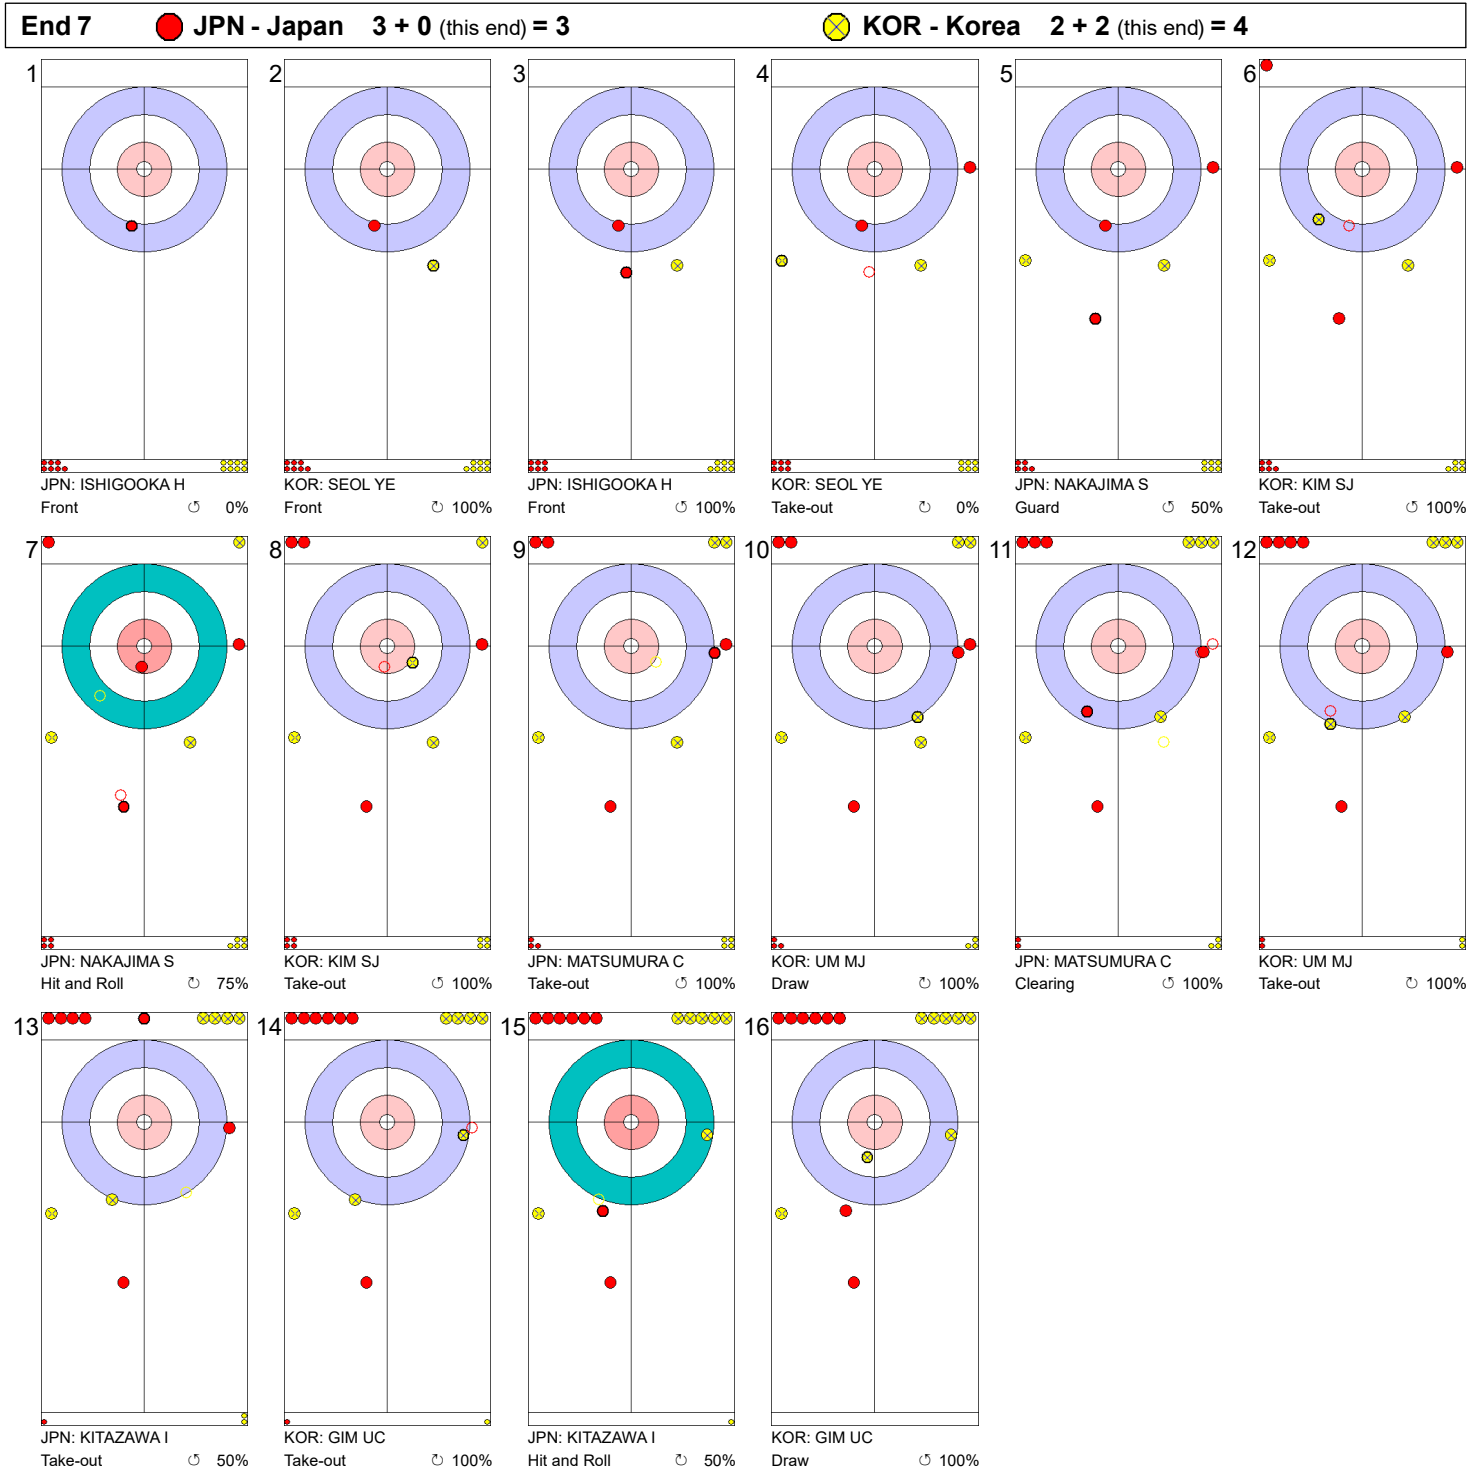 End 7 JPN - Japan 3 + 0 (this end) = 3 KOR - Korea 2 + 2 (this end) = 4
1 2 3 4 5 6
JPN: ISHIGOOKA H KOR: SEOL YE JPN: ISHIGOOKA H KOR: SEOL YE JPN: NAKAJIMA S KOR: KIM SJ
Front ↺ 0% Front ↻ 100% Front ↺ 100% Take-out ↻ 0% Guard ↺ 50% Take-out ↻ 100%
7 8 9 10 11 12
JPN: NAKAJIMA S KOR: KIM SJ JPN: MATSUMURA C KOR: UM MJ JPN: MATSUMURA C KOR: UM MJ
Hit and Roll ↻ 75% Take-out ↻ 100% Take-out ↺ 100% Draw ↻ 100% Clearing ↺ 100% Take-out ↻ 100%
13 14 15 16
JPN: KITAZAWA I KOR: GIM UC JPN: KITAZAWA I KOR: GIM UC
Take-out ↺ 50% Take-out ↻ 100% Hit and Roll ↻ 50% Draw ↺ 100%